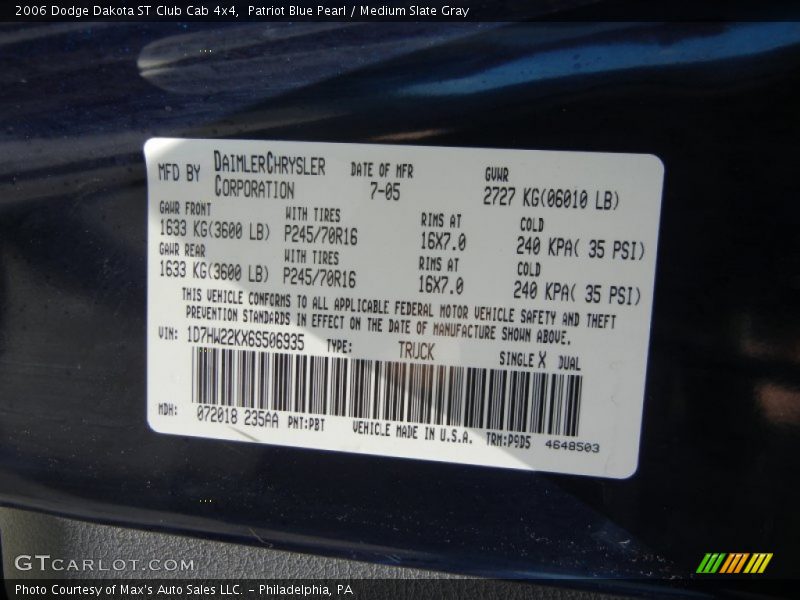 2006 Dodge Dakota ST Club Cab 4x4, Patriot Blue Pearl / Medium Slate Gray
MFD BY DAIMLERCHRYSLER CORPORATION DATE OF MFR 7-05 GVWR 2727 KG(06010 LB)
GAWR FRONT WITH TIRES RIMS AT COLD
1633 KG(3600 LB) P245/70R16 16X7.0 240 KPA( 35 PSI)
GAWR REAR WITH TIRES RIMS AT COLD
1633 KG(3600 LB) P245/70R16 16X7.0 240 KPA( 35 PSI)
THIS VEHICLE CONFORMS TO ALL APPLICABLE FEDERAL MOTOR VEHICLE SAFETY AND THEFT
PREVENTION STANDARDS IN EFFECT ON THE DATE OF MANUFACTURE SHOWN ABOVE.
VIN: 1D7HW22KX6S506935 TYPE: TRUCK SINGLE X DUAL
MDH: 072018 235AA PNT:PBT VEHICLE MADE IN U.S.A. TRM:P9D5 4648503
GTCARLOT.COM
Photo Courtesy of Max's Auto Sales LLC. - Philadelphia, PA